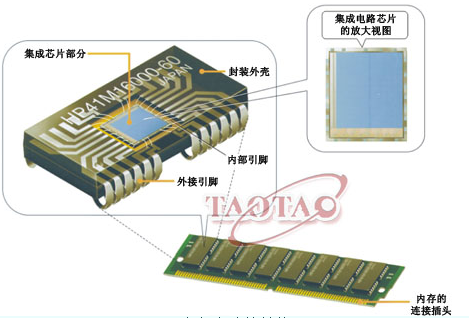 集成芯片部分
集成电路芯片
的放大视图
封装外壳
JAPAN
内部引脚
外接引脚
TAOTAO
内存的
连接插头